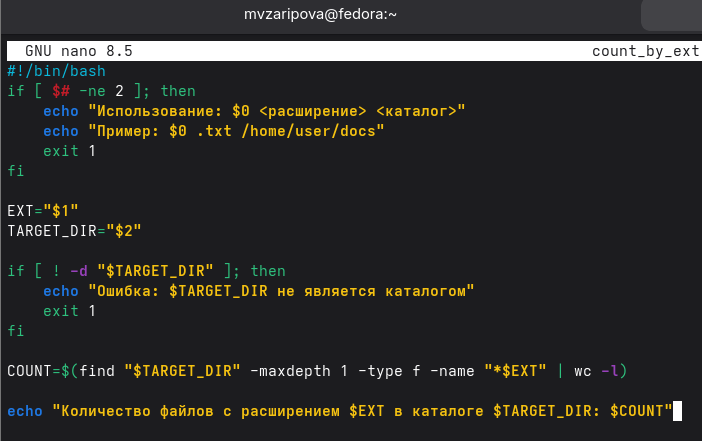 mvzaripova@fedora:~
GNU nano 8.5 count_by_ext
#!/bin/bash
if [ $# -ne 2 ]; then
    echo "Использование: $0 <расширение> <каталог>"
    echo "Пример: $0 .txt /home/user/docs"
    exit 1
fi

EXT="$1"
TARGET_DIR="$2"

if [ ! -d "$TARGET_DIR" ]; then
    echo "Ошибка: $TARGET_DIR не является каталогом"
    exit 1
fi

COUNT=$(find "$TARGET_DIR" -maxdepth 1 -type f -name "*$EXT" | wc -l)

echo "Количество файлов с расширением $EXT в каталоге $TARGET_DIR: $COUNT"